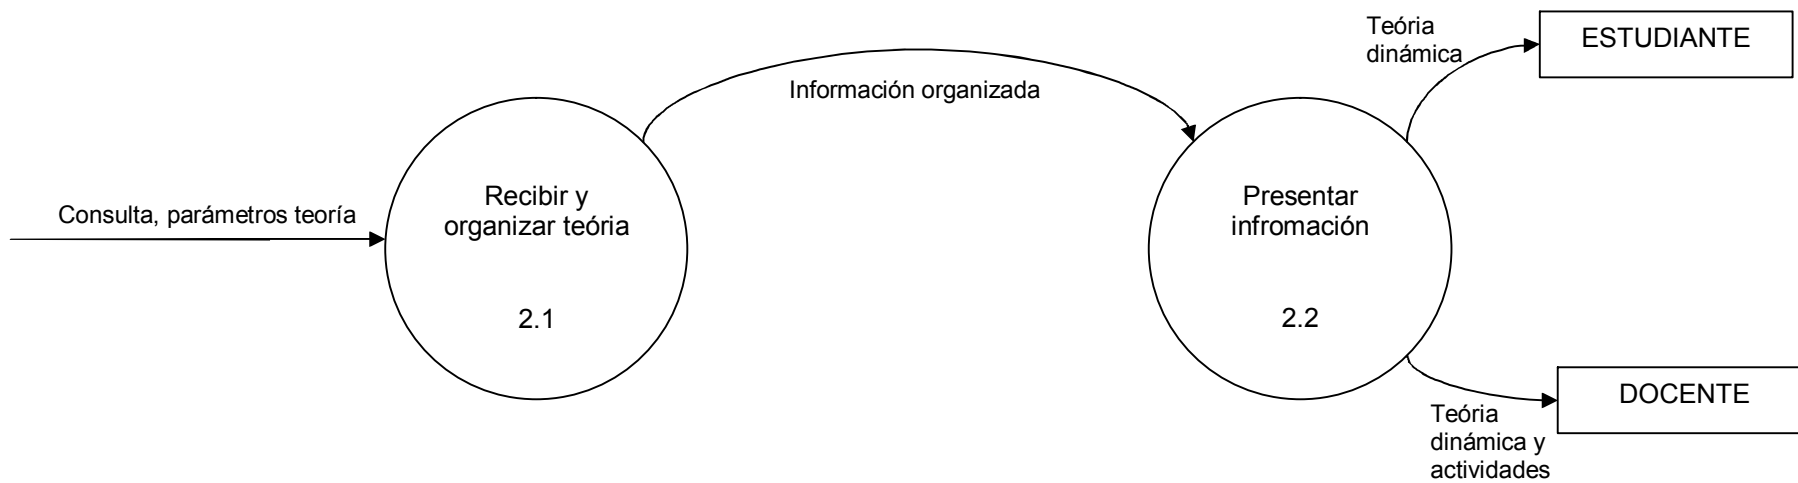 Consulta, parámetros teoría
Recibir y
organizar teória
2.1
Información organizada
Presentar
infromación
2.2
Teória
dinámica
ESTUDIANTE
Teória
dinámica y
actividades
DOCENTE